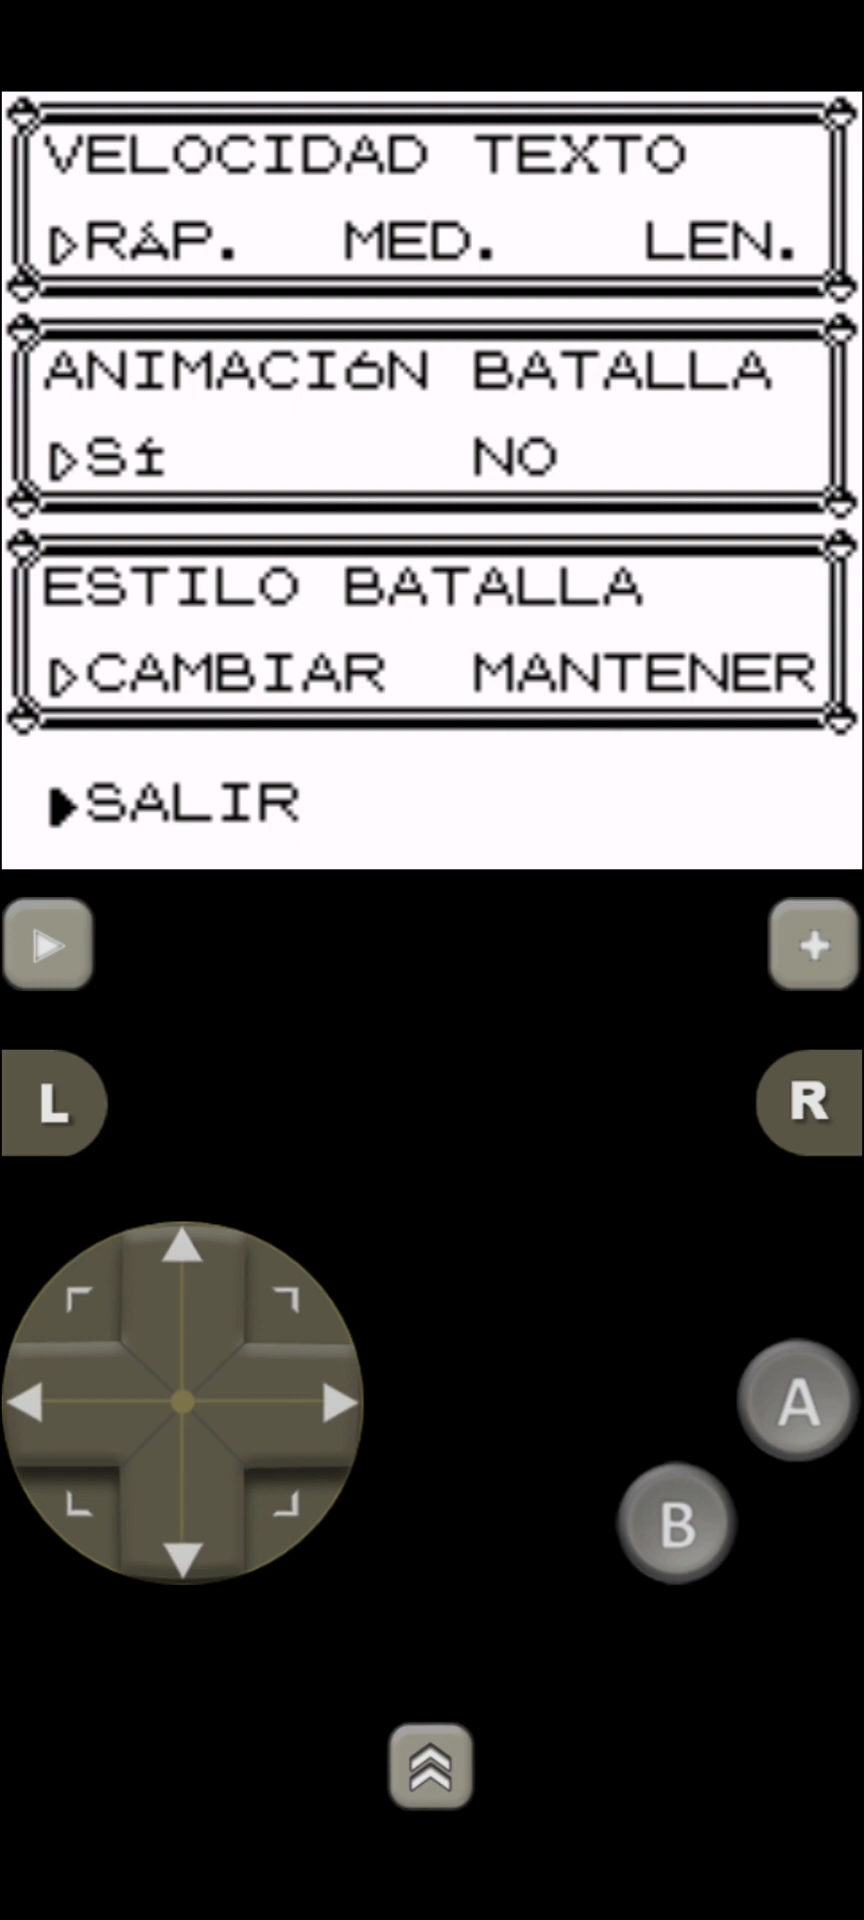 VELOCIDAD TEXTO
▷RÁP. MED. LEN.
ANIMACIÓN BATALLA
▷SÍ NO
ESTILO BATALLA
▷CAMBIAR MANTENER
▶SALIR
L R
A
B